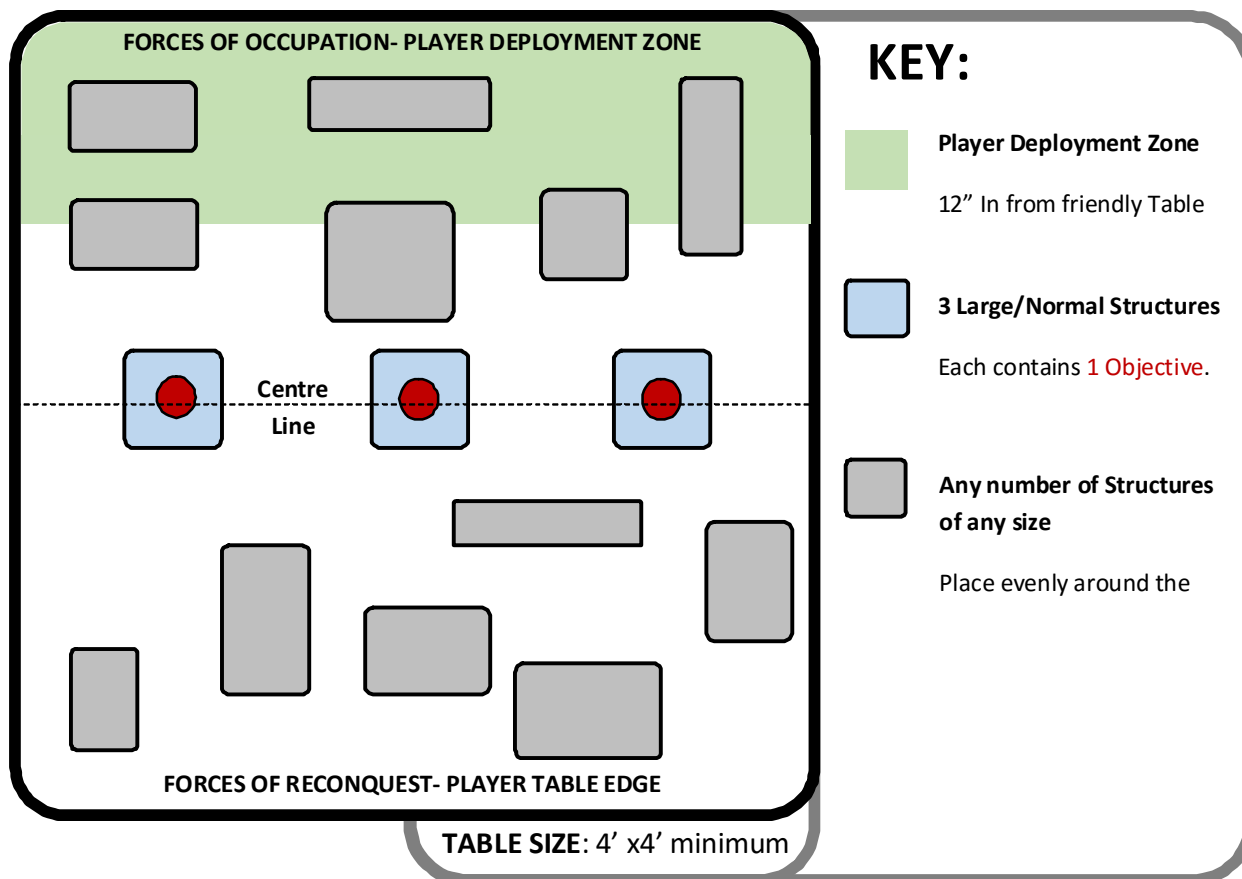 FORCES OF OCCUPATION- PLAYER DEPLOYMENT ZONE
Centre
Line
FORCES OF RECONQUEST- PLAYER TABLE EDGE
TABLE SIZE: 4’ x4’ minimum
KEY:
Player Deployment Zone
12” In from friendly Table
3 Large/Normal Structures
Each contains 1 Objective.
Any number of Structures
of any size
Place evenly around the